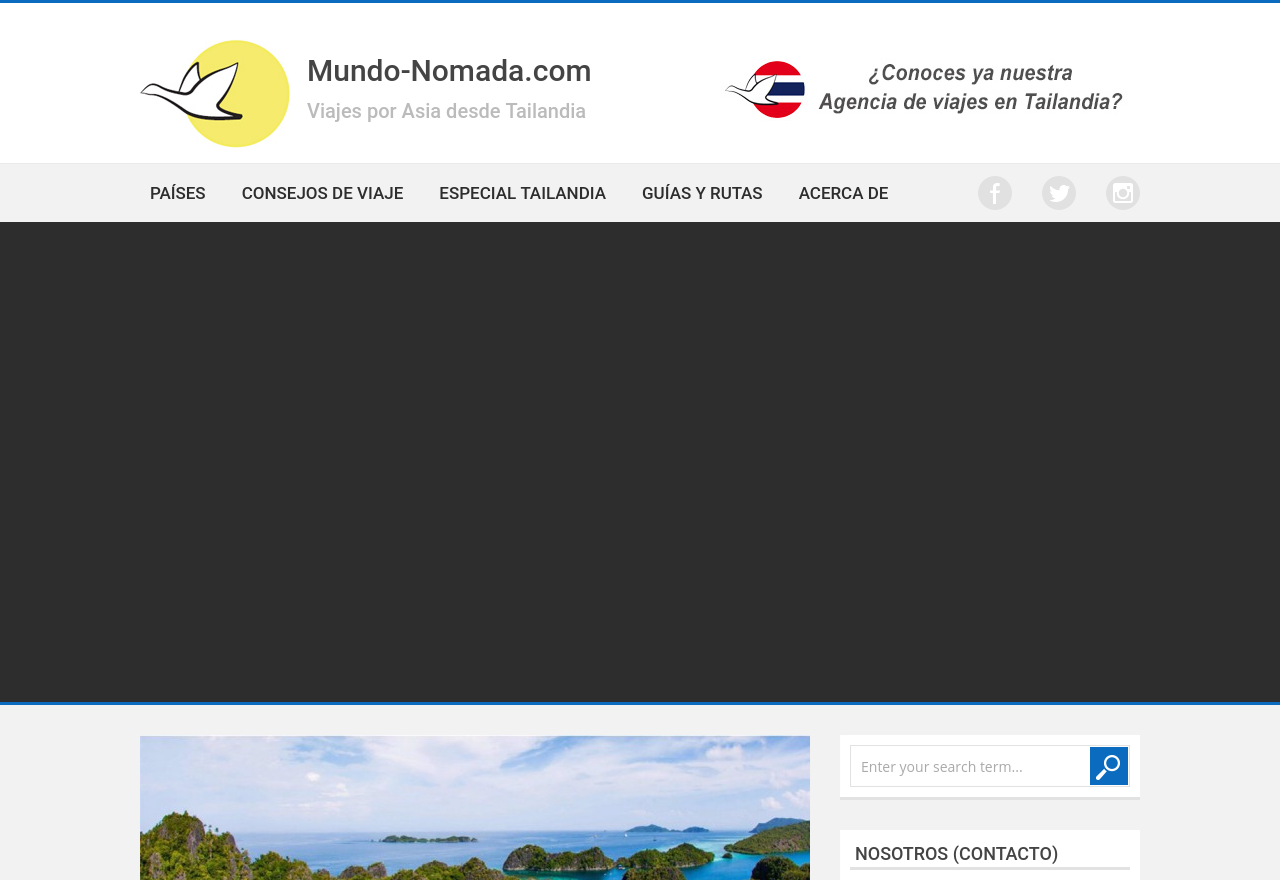 Mundo-Nomada.com
Viajes por Asia desde Tailandia
¿Conoces ya nuestra
Agencia de viajes en Tailandia?
PAÍSES
CONSEJOS DE VIAJE
ESPECIAL TAILANDIA
GUÍAS Y RUTAS
ACERCA DE
Enter your search term...
NOSOTROS (CONTACTO)